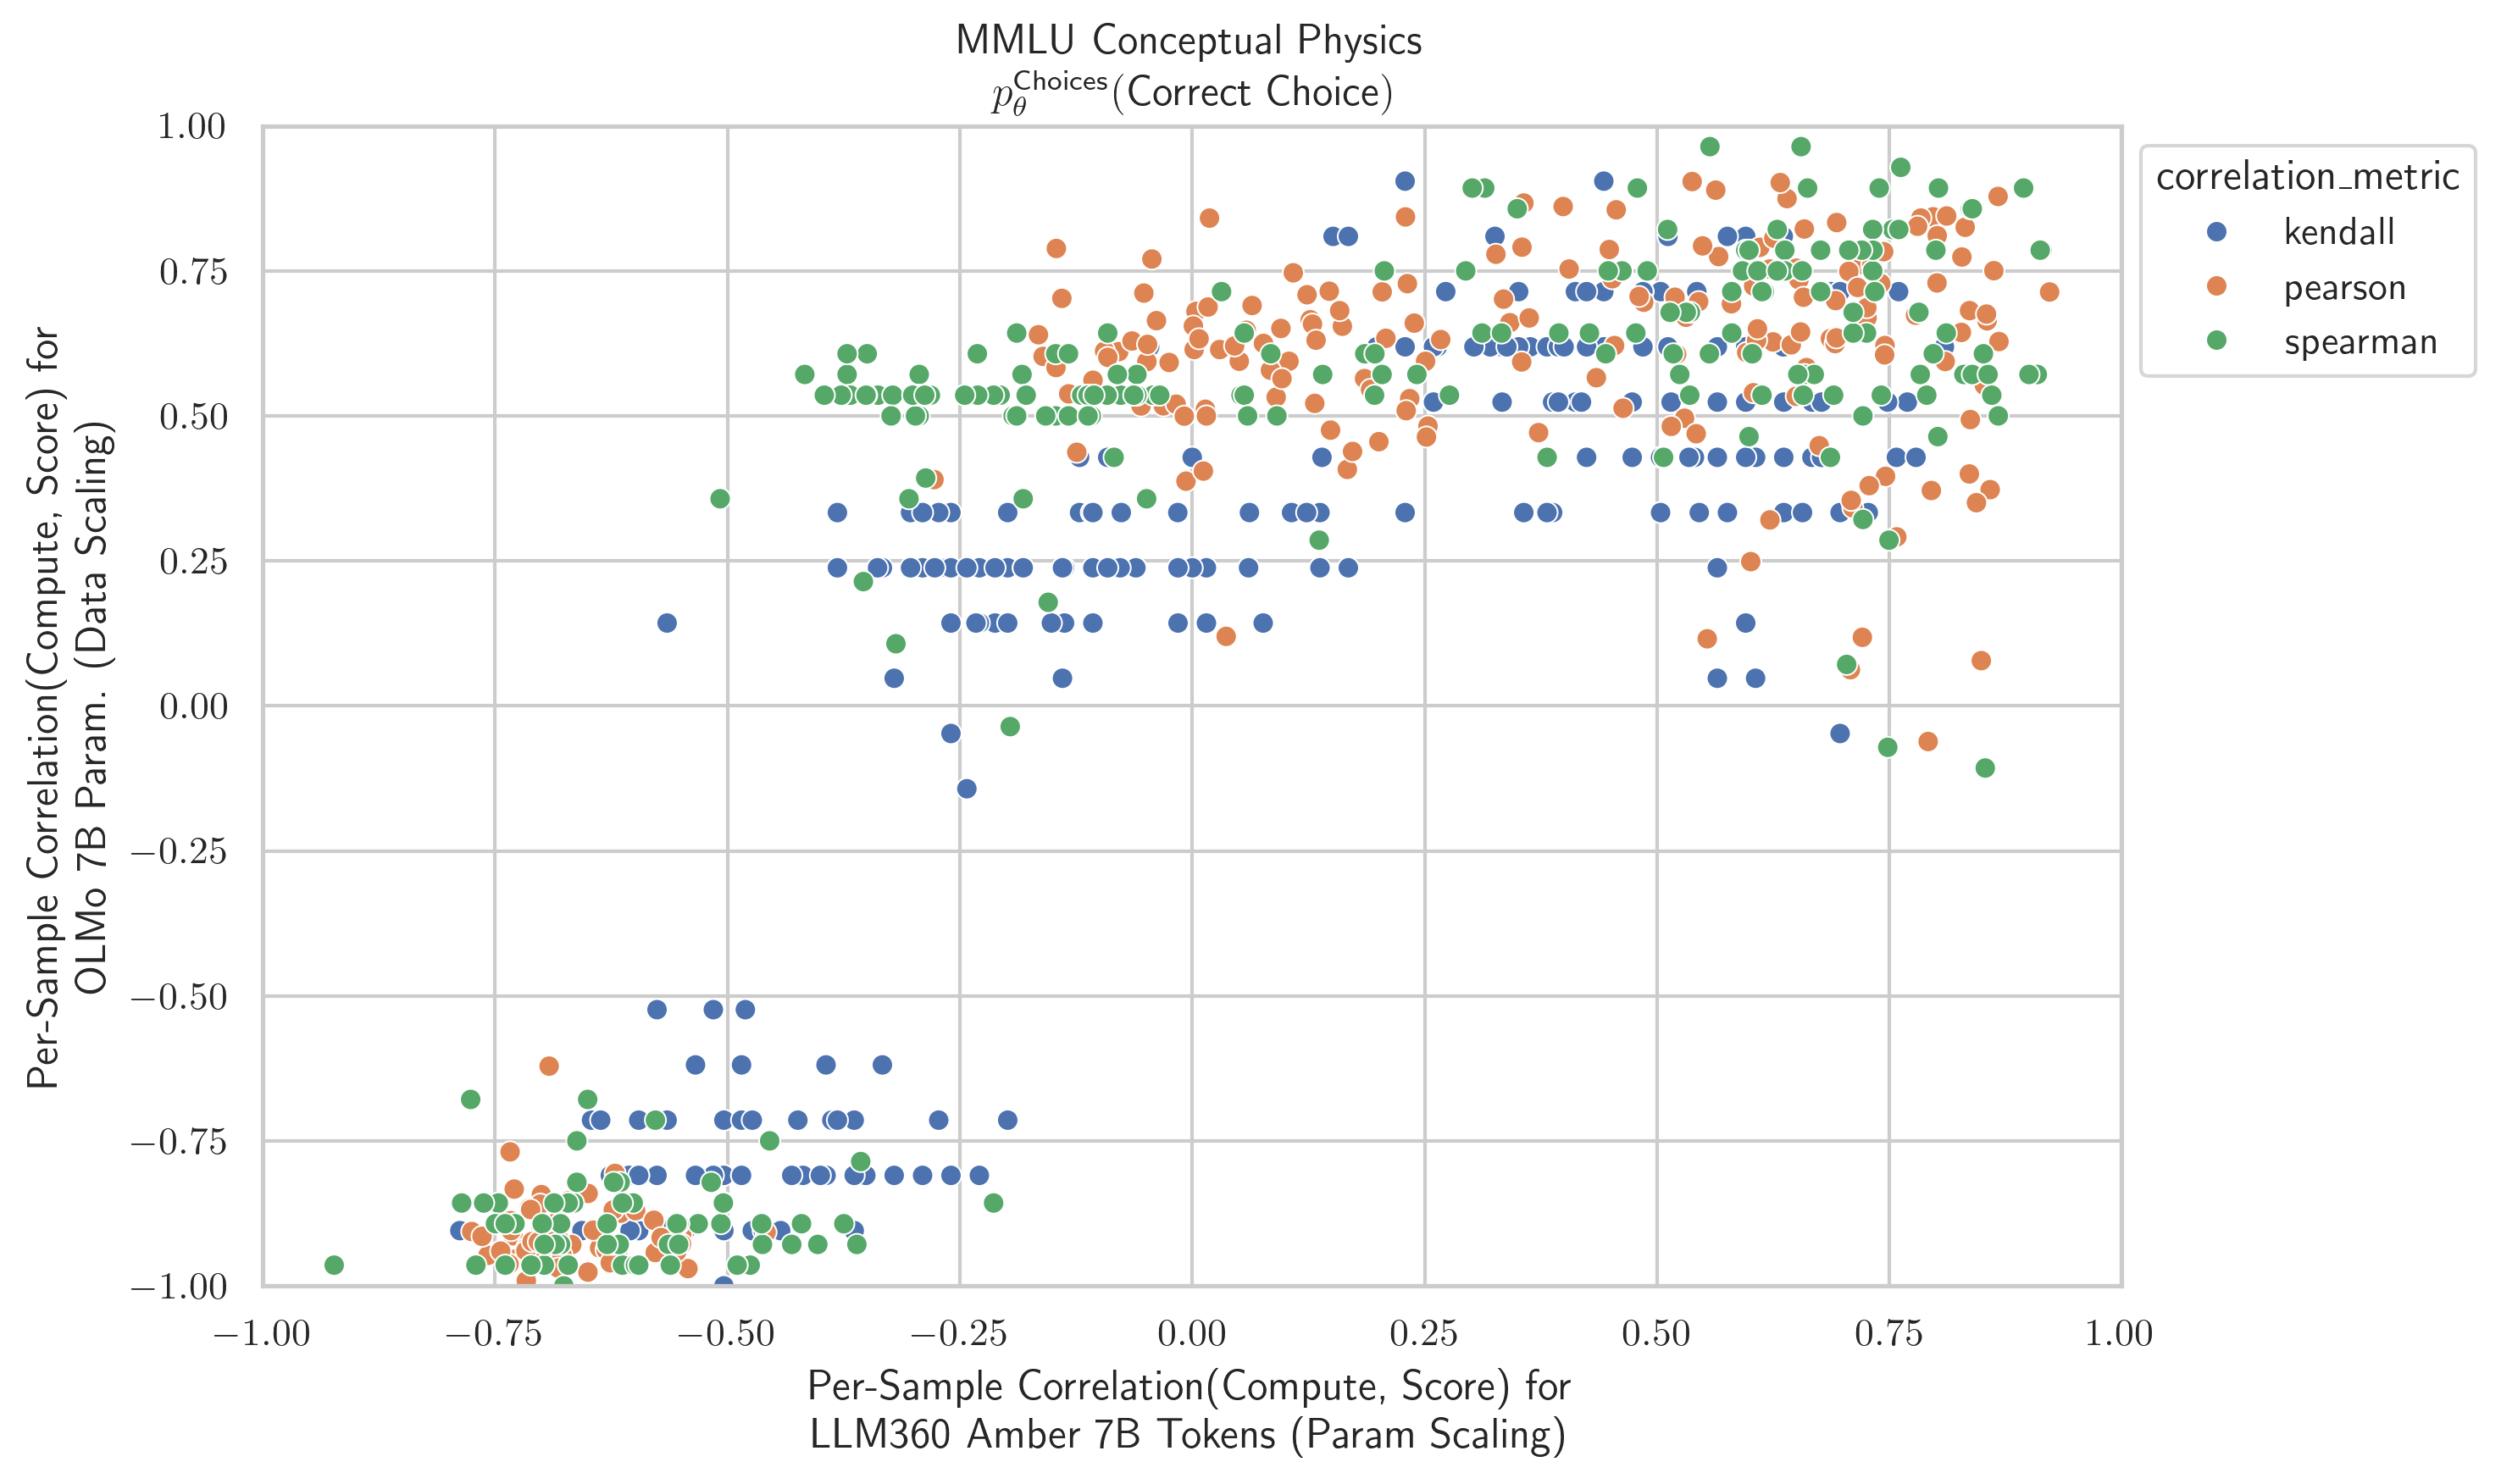 MMLU Conceptual Physics
p_θ^Choices(Correct Choice)
1.00
0.75
0.50
0.25
0.00
−0.25
−0.50
−0.75
−1.00
Per-Sample Correlation(Compute, Score) for
OLMo 7B Param. (Data Scaling)
−1.00
−0.75
−0.50
−0.25
0.00
0.25
0.50
0.75
1.00
Per-Sample Correlation(Compute, Score) for
LLM360 Amber 7B Tokens (Param Scaling)
correlation_metric
kendall
pearson
spearman